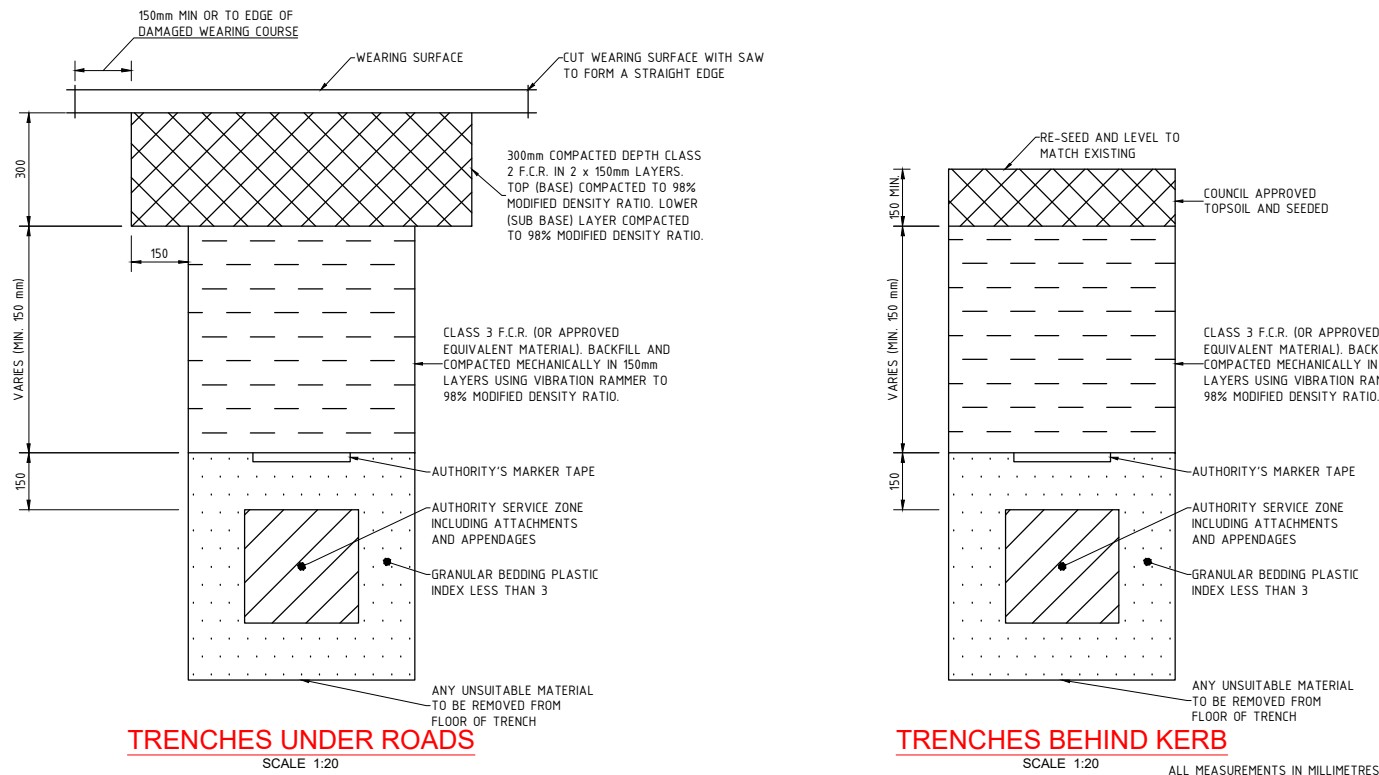 150mm MIN OR TO EDGE OF
DAMAGED WEARING COURSE
WEARING SURFACE
CUT WEARING SURFACE WITH SAW
TO FORM A STRAIGHT EDGE
300
300mm COMPACTED DEPTH CLASS
2 F.C.R. IN 2 x 150mm LAYERS.
TOP (BASE) COMPACTED TO 98%
MODIFIED DENSITY RATIO. LOWER
(SUB BASE) LAYER COMPACTED
TO 98% MODIFIED DENSITY RATIO.
150
VARIES (MIN. 150 mm)
CLASS 3 F.C.R. (OR APPROVED
EQUIVALENT MATERIAL). BACKFILL AND
COMPACTED MECHANICALLY IN 150mm
LAYERS USING VIBRATION RAMMER TO
98% MODIFIED DENSITY RATIO.
150
AUTHORITY'S MARKER TAPE
AUTHORITY SERVICE ZONE
INCLUDING ATTACHMENTS
AND APPENDAGES
GRANULAR BEDDING PLASTIC
INDEX LESS THAN 3
ANY UNSUITABLE MATERIAL
TO BE REMOVED FROM
FLOOR OF TRENCH
TRENCHES UNDER ROADS
SCALE 1:20
RE-SEED AND LEVEL TO
MATCH EXISTING
150 MIN.
COUNCIL APPROVED
TOPSOIL AND SEEDED
VARIES (MIN. 150 mm)
CLASS 3 F.C.R. (OR APPROVED
EQUIVALENT MATERIAL). BACK
COMPACTED MECHANICALLY IN
LAYERS USING VIBRATION
98% MODIFIED DENSITY RATIO.
150
AUTHORITY'S MARKER TAPE
AUTHORITY SERVICE ZONE
INCLUDING ATTACHMENTS
AND APPENDAGES
GRANULAR BEDDING PLASTIC
INDEX LESS THAN 3
ANY UNSUITABLE MATERIAL
TO BE REMOVED FROM
FLOOR OF TRENCH
TRENCHES BEHIND KERB
SCALE 1:20
ALL MEASUREMENTS IN MILLIMETRES